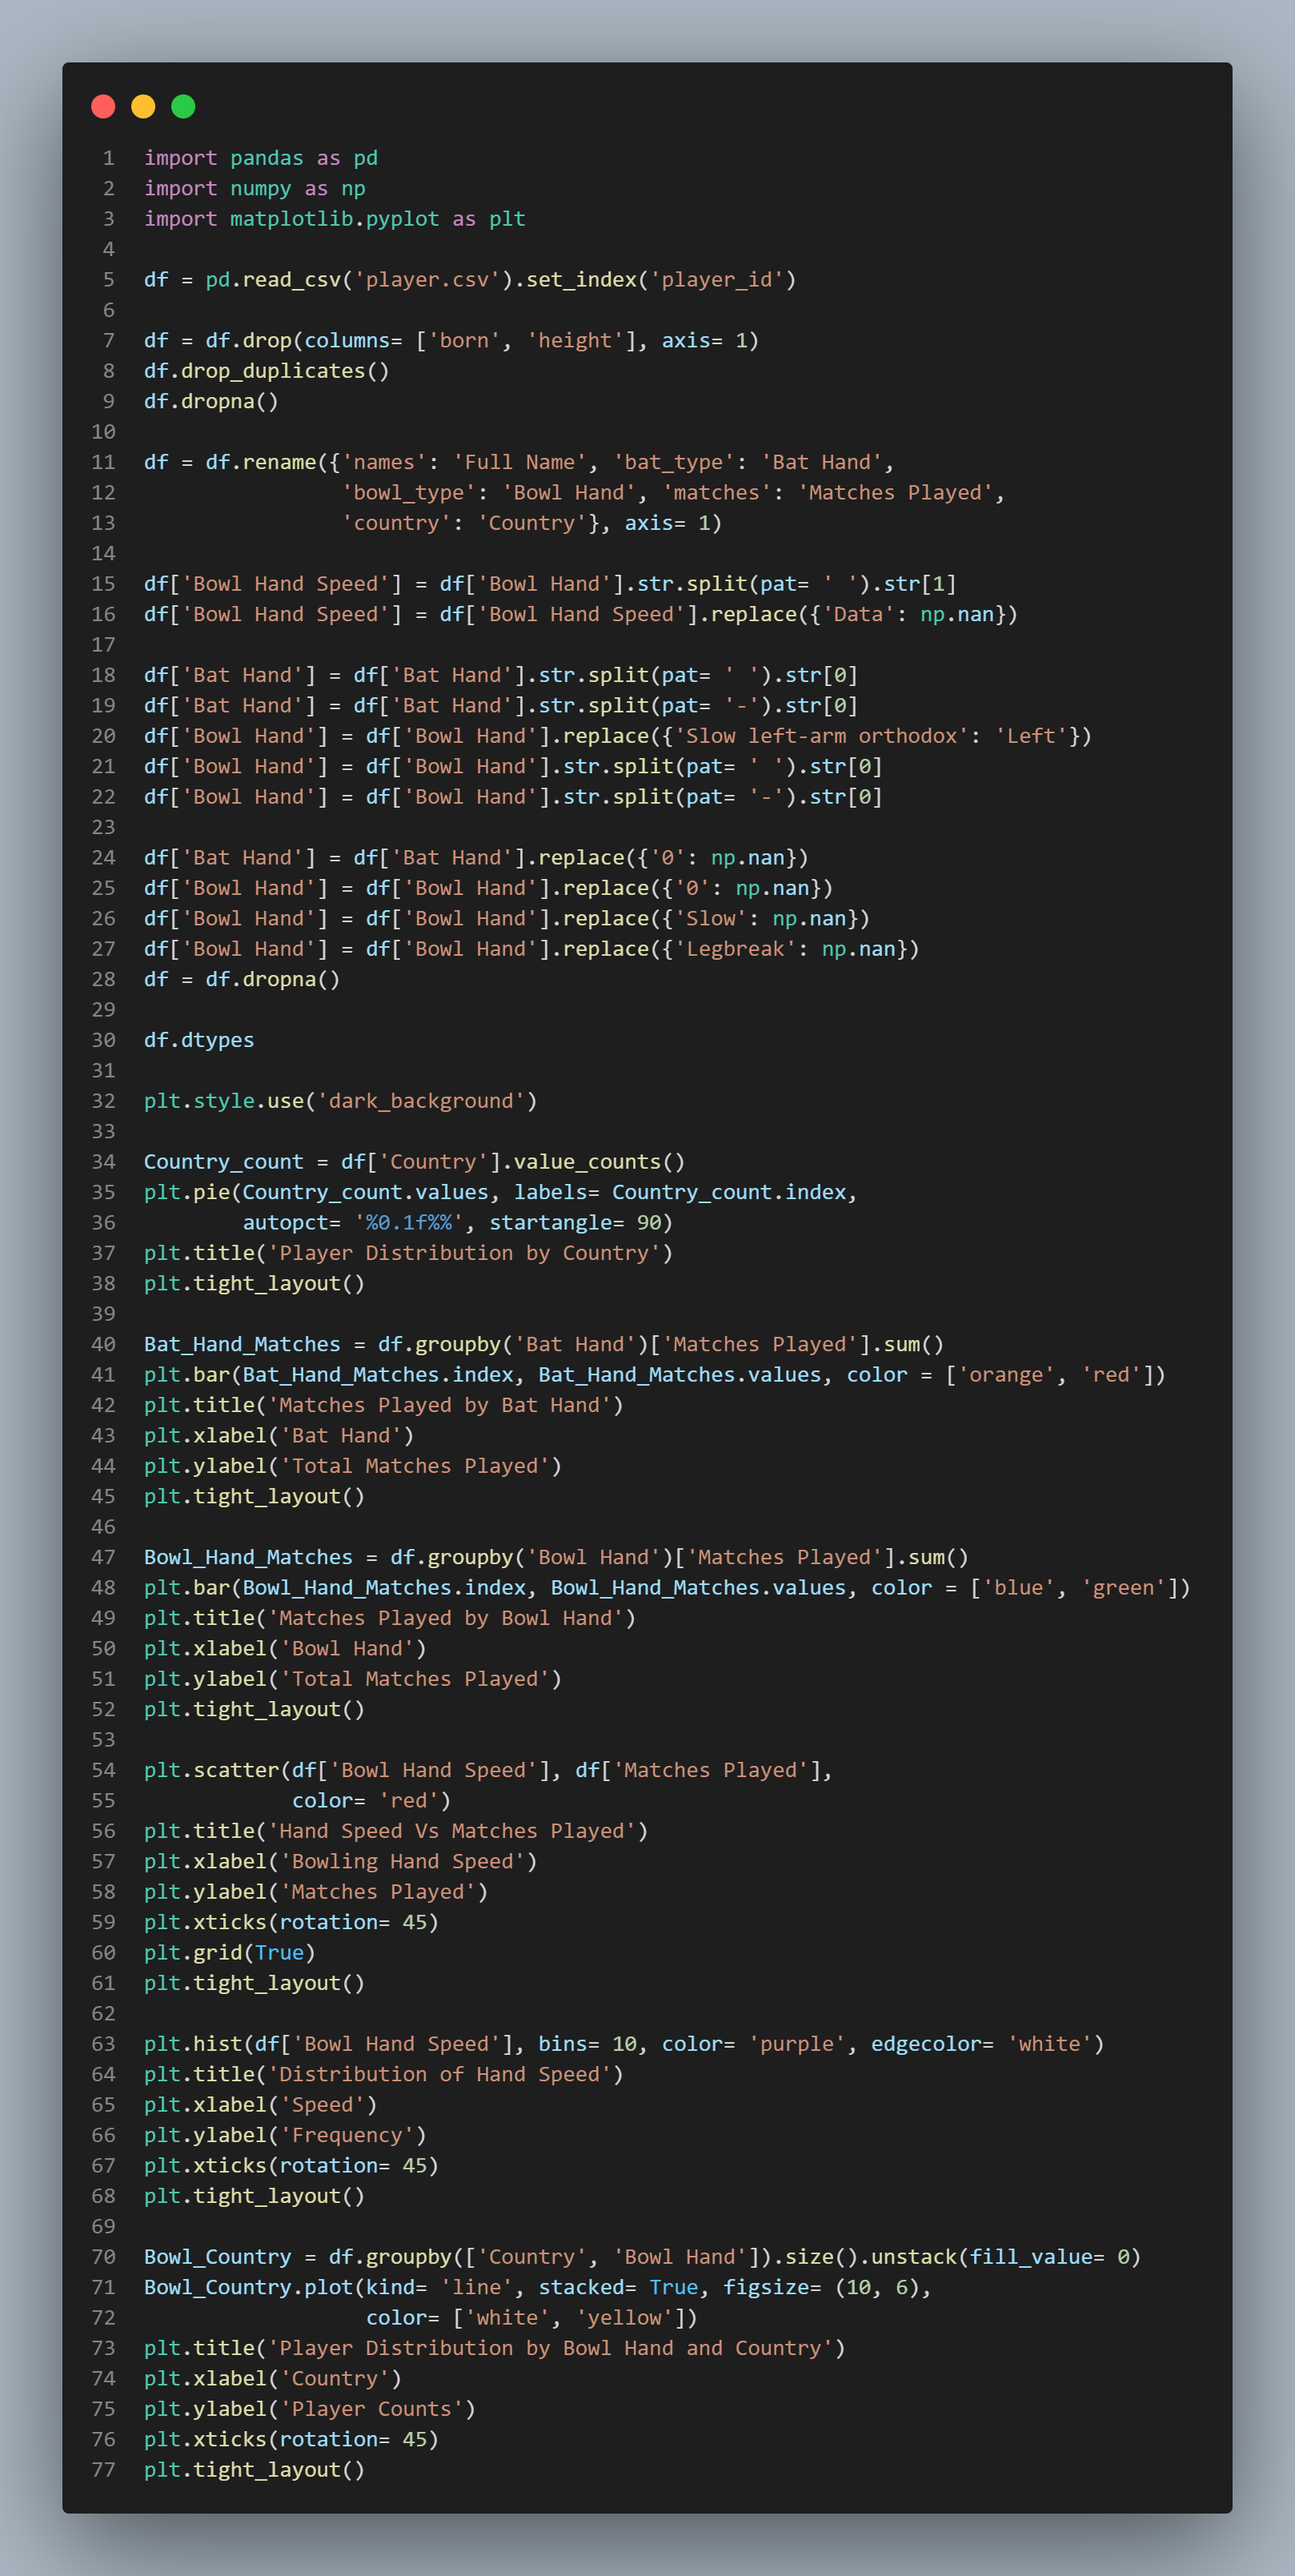 1 import pandas as pd
2 import numpy as np
3 import matplotlib.pyplot as plt
4
5 df = pd.read_csv('player.csv').set_index('player_id')
6
7 df = df.drop(columns= ['born', 'height'], axis= 1)
8 df.drop_duplicates()
9 df.dropna()
10
11 df = df.rename({'names': 'Full Name', 'bat_type': 'Bat Hand',
12                 'bowl_type': 'Bowl Hand', 'matches': 'Matches Played',
13                 'country': 'Country'}, axis= 1)
14
15 df['Bowl Hand Speed'] = df['Bowl Hand'].str.split(pat= ' ').str[1]
16 df['Bowl Hand Speed'] = df['Bowl Hand Speed'].replace({'Data': np.nan})
17
18 df['Bat Hand'] = df['Bat Hand'].str.split(pat= ' ').str[0]
19 df['Bat Hand'] = df['Bat Hand'].str.split(pat= '-').str[0]
20 df['Bowl Hand'] = df['Bowl Hand'].replace({'Slow left-arm orthodox': 'Left'})
21 df['Bowl Hand'] = df['Bowl Hand'].str.split(pat= ' ').str[0]
22 df['Bowl Hand'] = df['Bowl Hand'].str.split(pat= '-').str[0]
23
24 df['Bat Hand'] = df['Bat Hand'].replace({'0': np.nan})
25 df['Bowl Hand'] = df['Bowl Hand'].replace({'0': np.nan})
26 df['Bowl Hand'] = df['Bowl Hand'].replace({'Slow': np.nan})
27 df['Bowl Hand'] = df['Bowl Hand'].replace({'Legbreak': np.nan})
28 df = df.dropna()
29
30 df.dtypes
31
32 plt.style.use('dark_background')
33
34 Country_count = df['Country'].value_counts()
35 plt.pie(Country_count.values, labels= Country_count.index,
36         autopct= '%0.1f%%', startangle= 90)
37 plt.title('Player Distribution by Country')
38 plt.tight_layout()
39
40 Bat_Hand_Matches = df.groupby('Bat Hand')['Matches Played'].sum()
41 plt.bar(Bat_Hand_Matches.index, Bat_Hand_Matches.values, color = ['orange', 'red'])
42 plt.title('Matches Played by Bat Hand')
43 plt.xlabel('Bat Hand')
44 plt.ylabel('Total Matches Played')
45 plt.tight_layout()
46
47 Bowl_Hand_Matches = df.groupby('Bowl Hand')['Matches Played'].sum()
48 plt.bar(Bowl_Hand_Matches.index, Bowl_Hand_Matches.values, color = ['blue', 'green'])
49 plt.title('Matches Played by Bowl Hand')
50 plt.xlabel('Bowl Hand')
51 plt.ylabel('Total Matches Played')
52 plt.tight_layout()
53
54 plt.scatter(df['Bowl Hand Speed'], df['Matches Played'],
55             color= 'red')
56 plt.title('Hand Speed Vs Matches Played')
57 plt.xlabel('Bowling Hand Speed')
58 plt.ylabel('Matches Played')
59 plt.xticks(rotation= 45)
60 plt.grid(True)
61 plt.tight_layout()
62
63 plt.hist(df['Bowl Hand Speed'], bins= 10, color= 'purple', edgecolor= 'white')
64 plt.title('Distribution of Hand Speed')
65 plt.xlabel('Speed')
66 plt.ylabel('Frequency')
67 plt.xticks(rotation= 45)
68 plt.tight_layout()
69
70 Bowl_Country = df.groupby(['Country', 'Bowl Hand']).size().unstack(fill_value= 0)
71 Bowl_Country.plot(kind= 'line', stacked= True, figsize= (10, 6),
72                   color= ['white', 'yellow'])
73 plt.title('Player Distribution by Bowl Hand and Country')
74 plt.xlabel('Country')
75 plt.ylabel('Player Counts')
76 plt.xticks(rotation= 45)
77 plt.tight_layout()